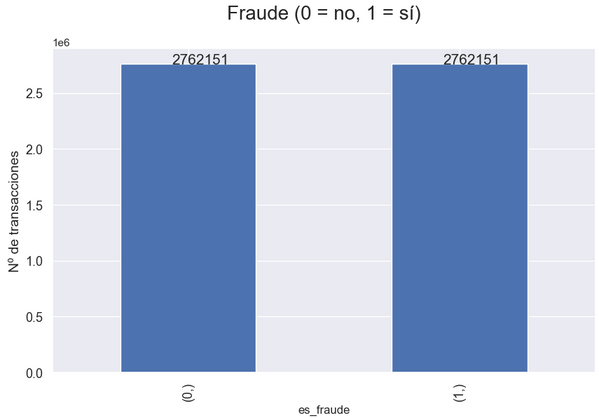 Fraude (0 = no, 1 = sí)
1e6
2762151 2762151
2.5
2.0
1.5
1.0
0.5
0.0
Nº de transacciones
(0,) (1,)
es_fraude